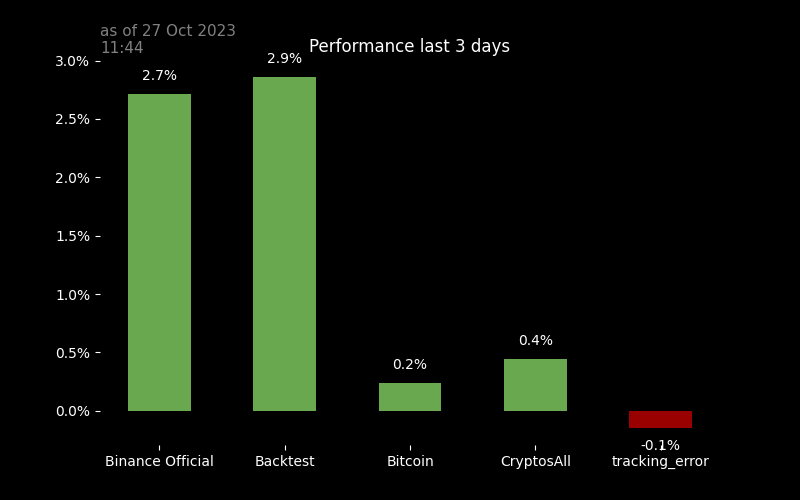 as of 27 Oct 2023
11:44
Performance last 3 days
3.0%
2.5%
2.0%
1.5%
1.0%
0.5%
0.0%
2.7%
2.9%
0.2%
0.4%
-0.1%
Binance Official
Backtest
Bitcoin
CryptosAll
tracking_error